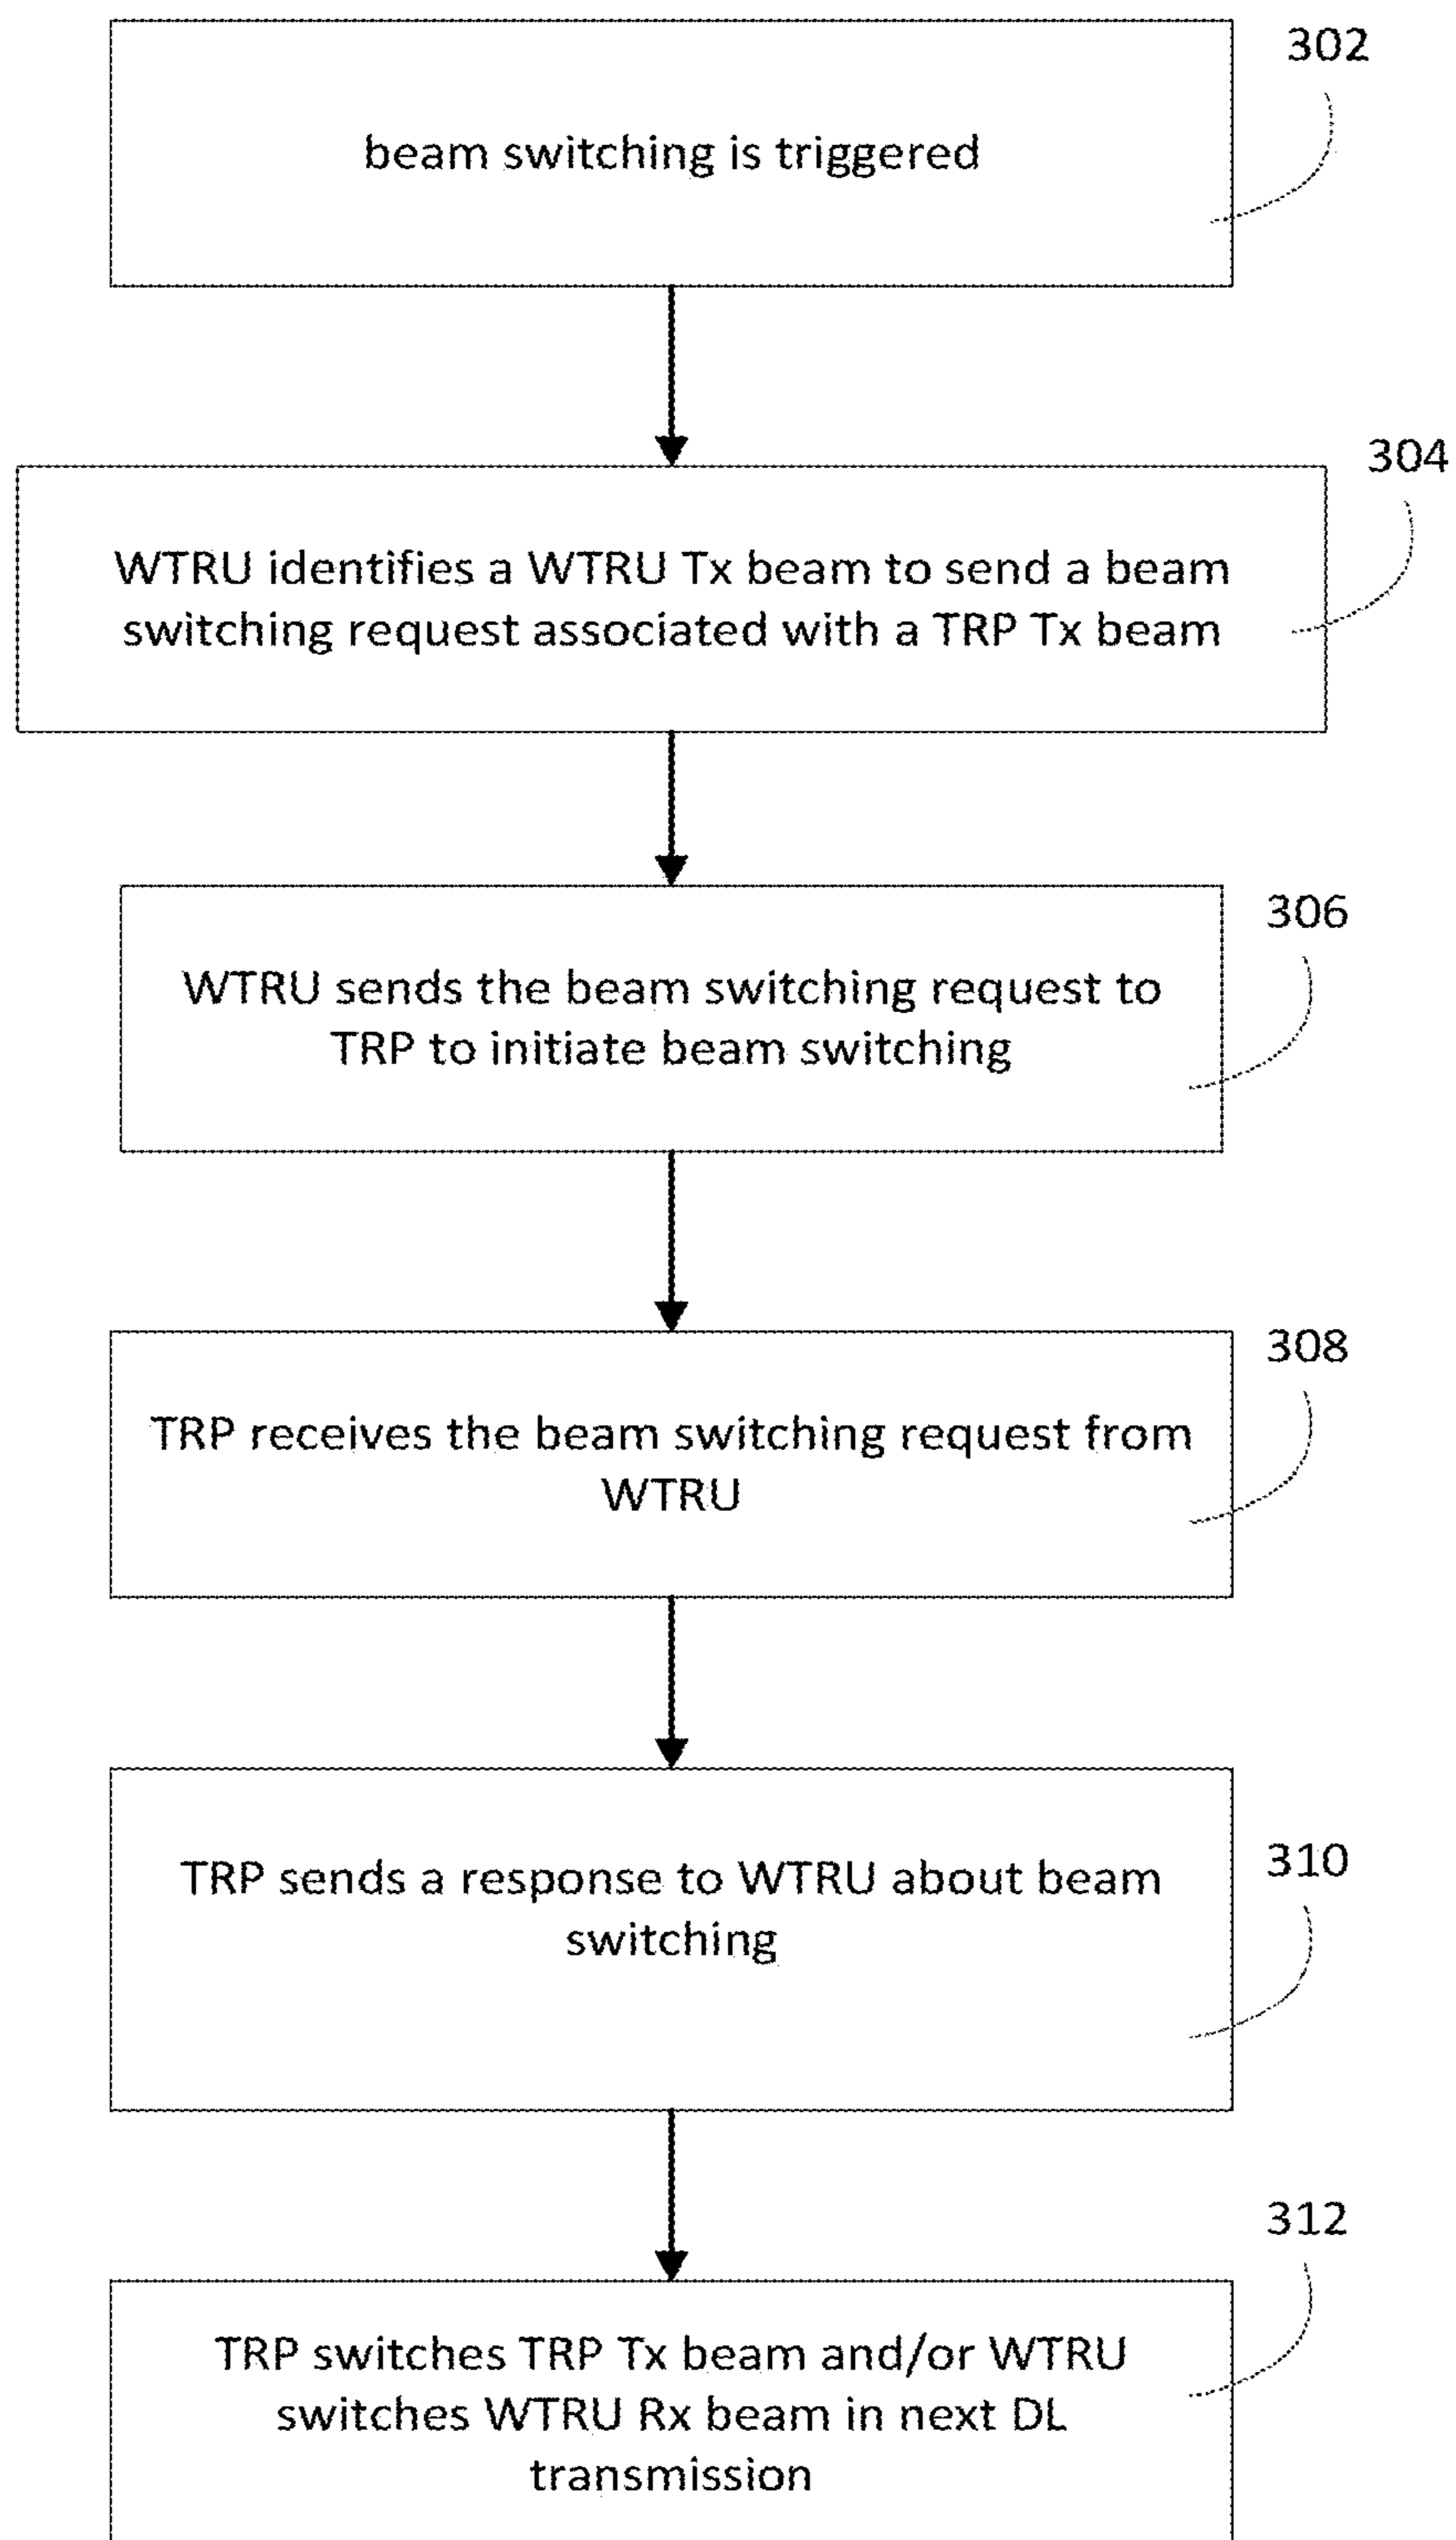 302
beam switching is triggered
304
WTRU identifies a WTRU Tx beam to send a beam
switching request associated with a TRP Tx beam
306
WTRU sends the beam switching request to
TRP to initiate beam switching
308
TRP receives the beam switching request from
WTRU
310
TRP sends a response to WTRU about beam
switching
312
TRP switches TRP Tx beam and/or WTRU
switches WTRU Rx beam in next DL
transmission